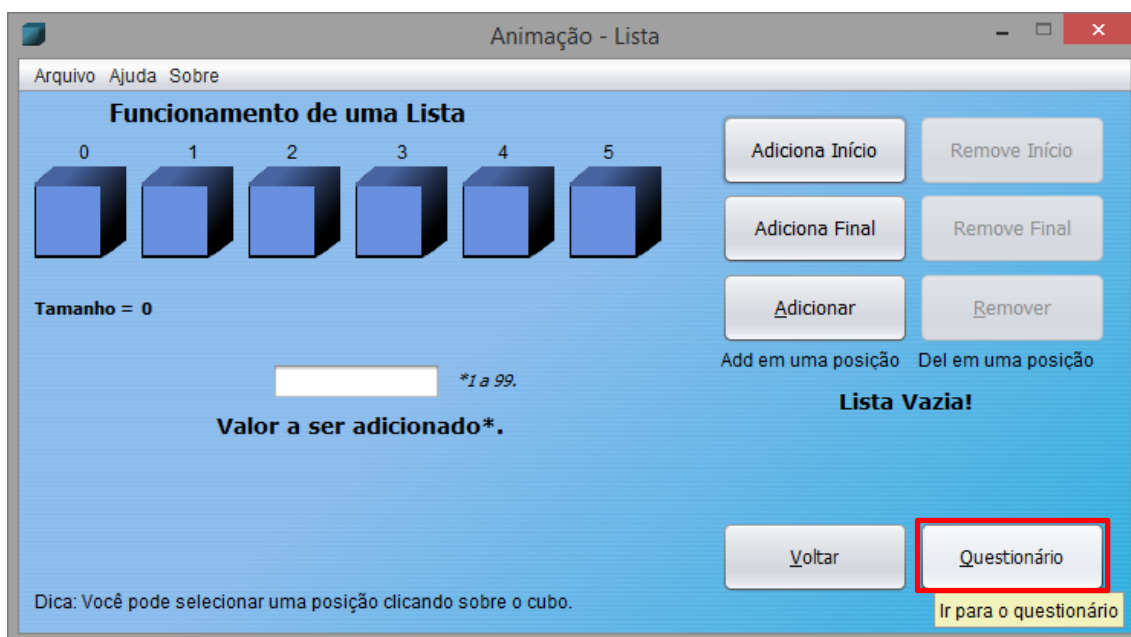 Animação - Lista
Arquivo Ajuda Sobre
Funcionamento de uma Lista
0 1 2 3 4 5
Tamanho = 0
*1 a 99.
Valor a ser adicionado*.
Adiciona Início Remove Início
Adiciona Final Remove Final
Adicionar Remover
Add em uma posição Del em uma posição
Lista Vazia!
Voltar Questionário
Dica: Você pode selecionar uma posição clicando sobre o cubo.
Ir para o questionário